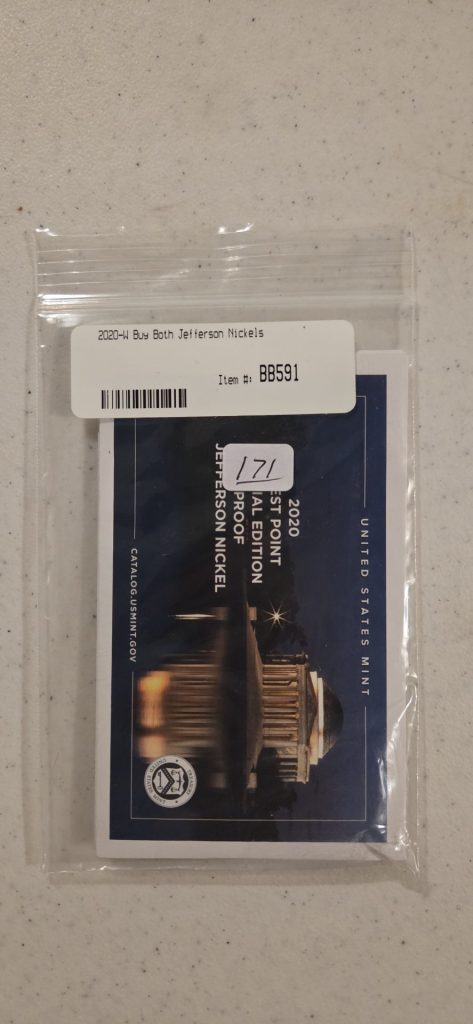 2020-W Buy Both Jefferson Nickels
Item #: BB591
171
2020
EST POINT
IAL EDITION
PROOF
JEFFERSON NICKEL
UNITED STATES MINT
CATALOG.USMINT.GOV